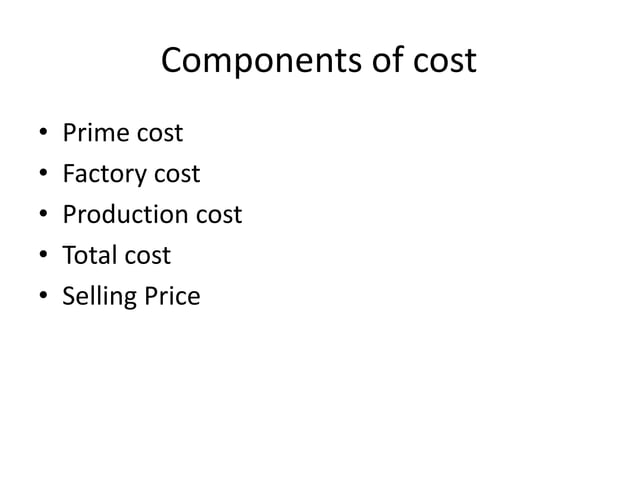 Components of cost
• Prime cost
• Factory cost
• Production cost
• Total cost
• Selling Price